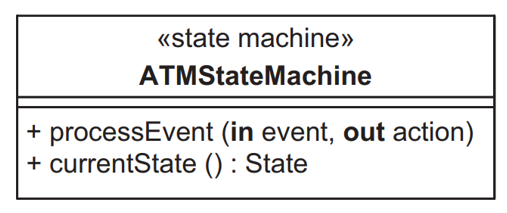 «state machine»
ATMStateMachine
+ processEvent (in event, out action)
+ currentState () : State